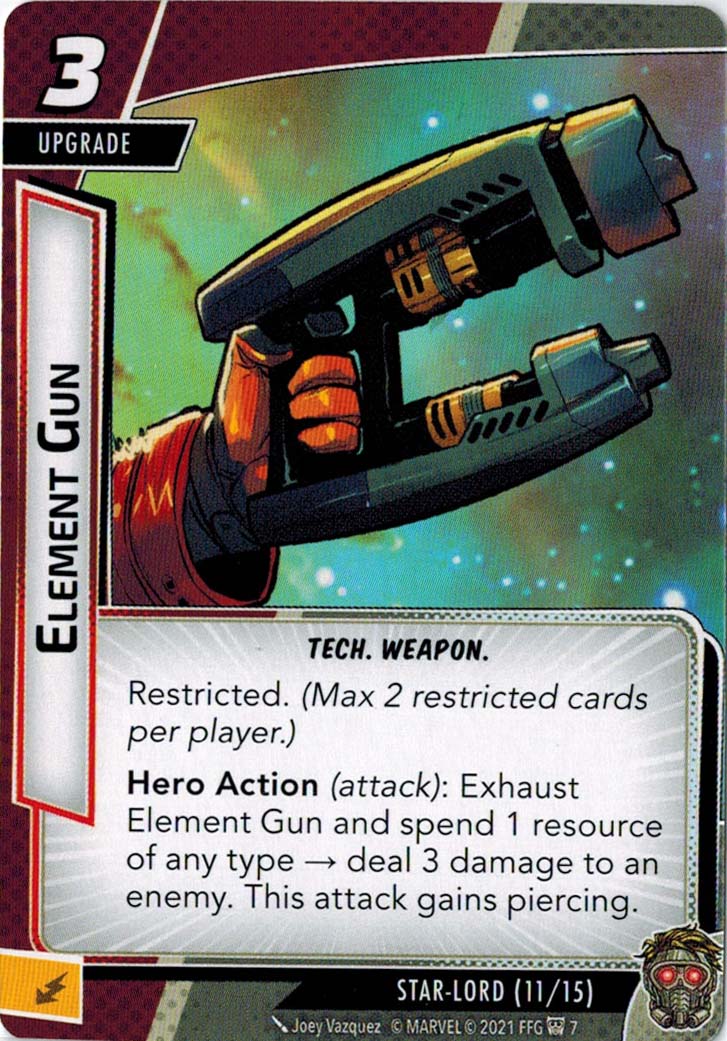 3
UPGRADE
ELEMENT GUN
TECH. WEAPON.
Restricted. (Max 2 restricted cards
per player.)
Hero Action (attack): Exhaust
Element Gun and spend 1 resource
of any type → deal 3 damage to an
enemy. This attack gains piercing.
STAR-LORD (11/15)
Joey Vazquez © MARVEL © 2021 FFG 7